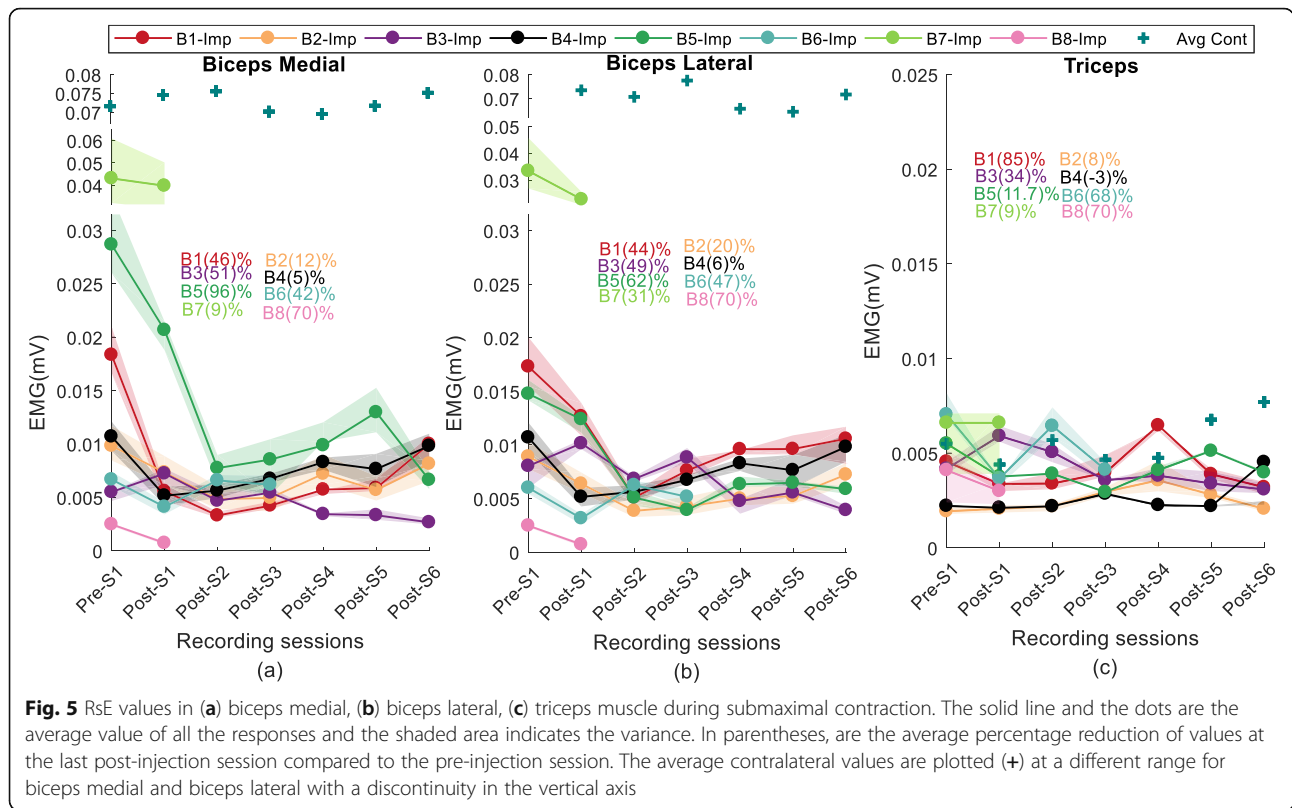 B1-Imp B2-Imp B3-Imp B4-Imp B5-Imp B6-Imp B7-Imp B8-Imp Avg Cont
Biceps Medial
0.08
0.075
0.07
0.06
0.05
0.04
0.03
0.025
0.02
0.015
0.01
0.005
0
EMG(mV)
B1(46)% B2(12)%
B3(51)% B4(5)%
B5(96)% B6(42)%
B7(9)% B8(70)%
Pre-S1 Post-S1 Post-S2 Post-S3 Post-S4 Post-S5 Post-S6
Recording sessions
(a)
Biceps Lateral
0.08
0.07
0.05
0.04
0.03
0.03
0.025
0.02
0.015
0.01
0.005
0
EMG(mV)
B1(44)% B2(20)%
B3(49)% B4(6)%
B5(62)% B6(47)%
B7(31)% B8(70)%
Pre-S1 Post-S1 Post-S2 Post-S3 Post-S4 Post-S5 Post-S6
Recording sessions
(b)
Triceps
0.025
0.02
0.015
0.01
0.005
0
EMG(mV)
B1(85)% B2(8)%
B3(34)% B4(-3)%
B5(11.7)% B6(68)%
B7(9)% B8(70)%
Pre-S1 Post-S1 Post-S2 Post-S3 Post-S4 Post-S5 Post-S6
Recording sessions
(c)
Fig. 5 RsE values in (a) biceps medial, (b) biceps lateral, (c) triceps muscle during submaximal contraction. The solid line and the dots are the
average value of all the responses and the shaded area indicates the variance. In parentheses, are the average percentage reduction of values at
the last post-injection session compared to the pre-injection session. The average contralateral values are plotted (+) at a different range for
biceps medial and biceps lateral with a discontinuity in the vertical axis